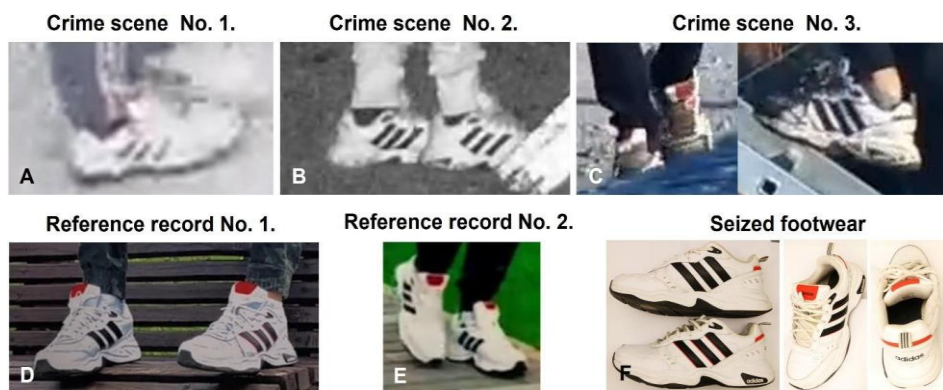 Crime scene No. 1.
Crime scene No. 2.
Crime scene No. 3.
A
B
C
Reference record No. 1.
Reference record No. 2.
Seized footwear
D
E
F
adidas
adidas